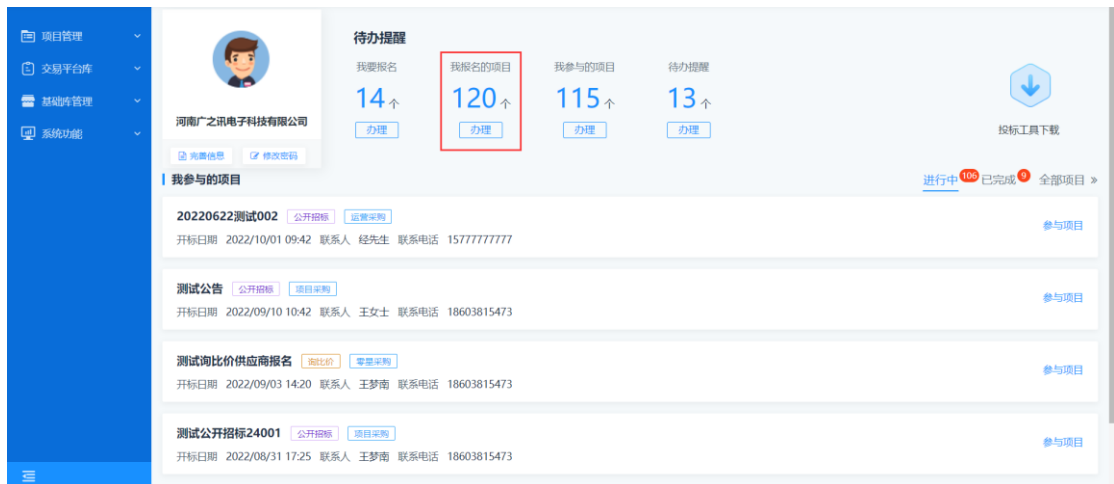 项目管理
交易平台库
基础库管理
系统功能
河南广之讯电子科技有限公司
完善信息 修改密码
待办提醒
我要报名 我报名的项目 我参与的项目 待办提醒
14个 120个 115个 13个
办理 办理 办理 办理
投标工具下载
我参与的项目 进行中 106 已完成 9 全部项目 »
20220622测试002 公开招标 运营采购
开标日期 2022/10/01 09:42 联系人 经先生 联系电话 15777777777
参与项目
测试公告 公开招标 项目采购
开标日期 2022/09/10 10:42 联系人 王女士 联系电话 18603815473
参与项目
测试询比价供应商报名 询比价 零星采购
开标日期 2022/09/03 14:20 联系人 王梦南 联系电话 18603815473
参与项目
测试公开招标24001 公开招标 项目采购
开标日期 2022/08/31 17:25 联系人 王梦南 联系电话 18603815473
参与项目